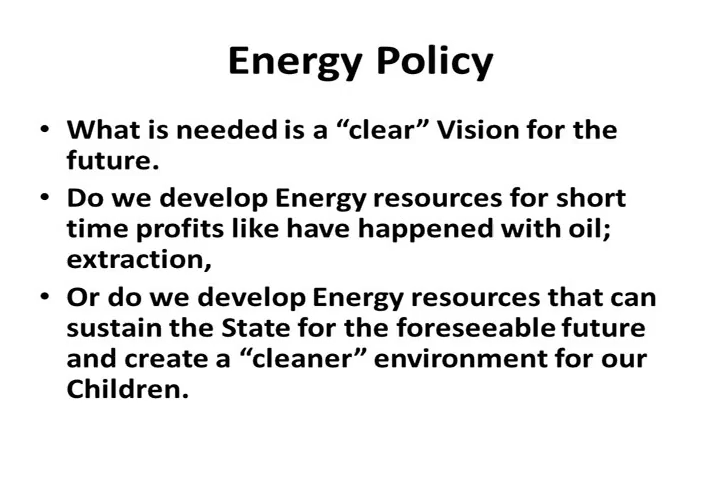 Energy Policy
• What is needed is a “clear” Vision for the
future.
• Do we develop Energy resources for short
time profits like have happened with oil;
extraction,
• Or do we develop Energy resources that can
sustain the State for the foreseeable future
and create a “cleaner” environment for our
Children.